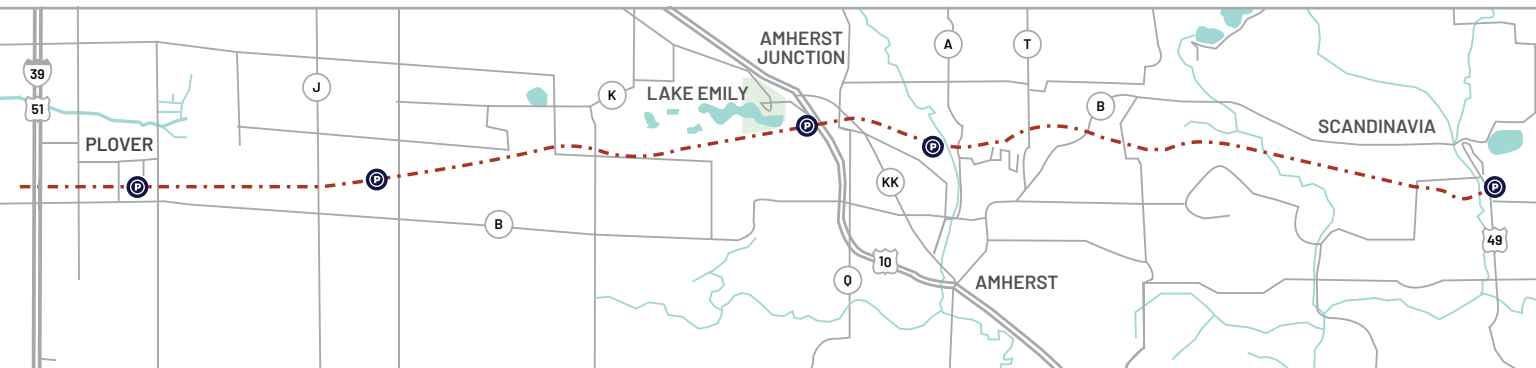 AMHERST
JUNCTION
A
T
39
J
K
LAKE EMILY
51
B
P
SCANDINAVIA
PLOVER
P
P
P
KK
P
B
49
10
Q
AMHERST